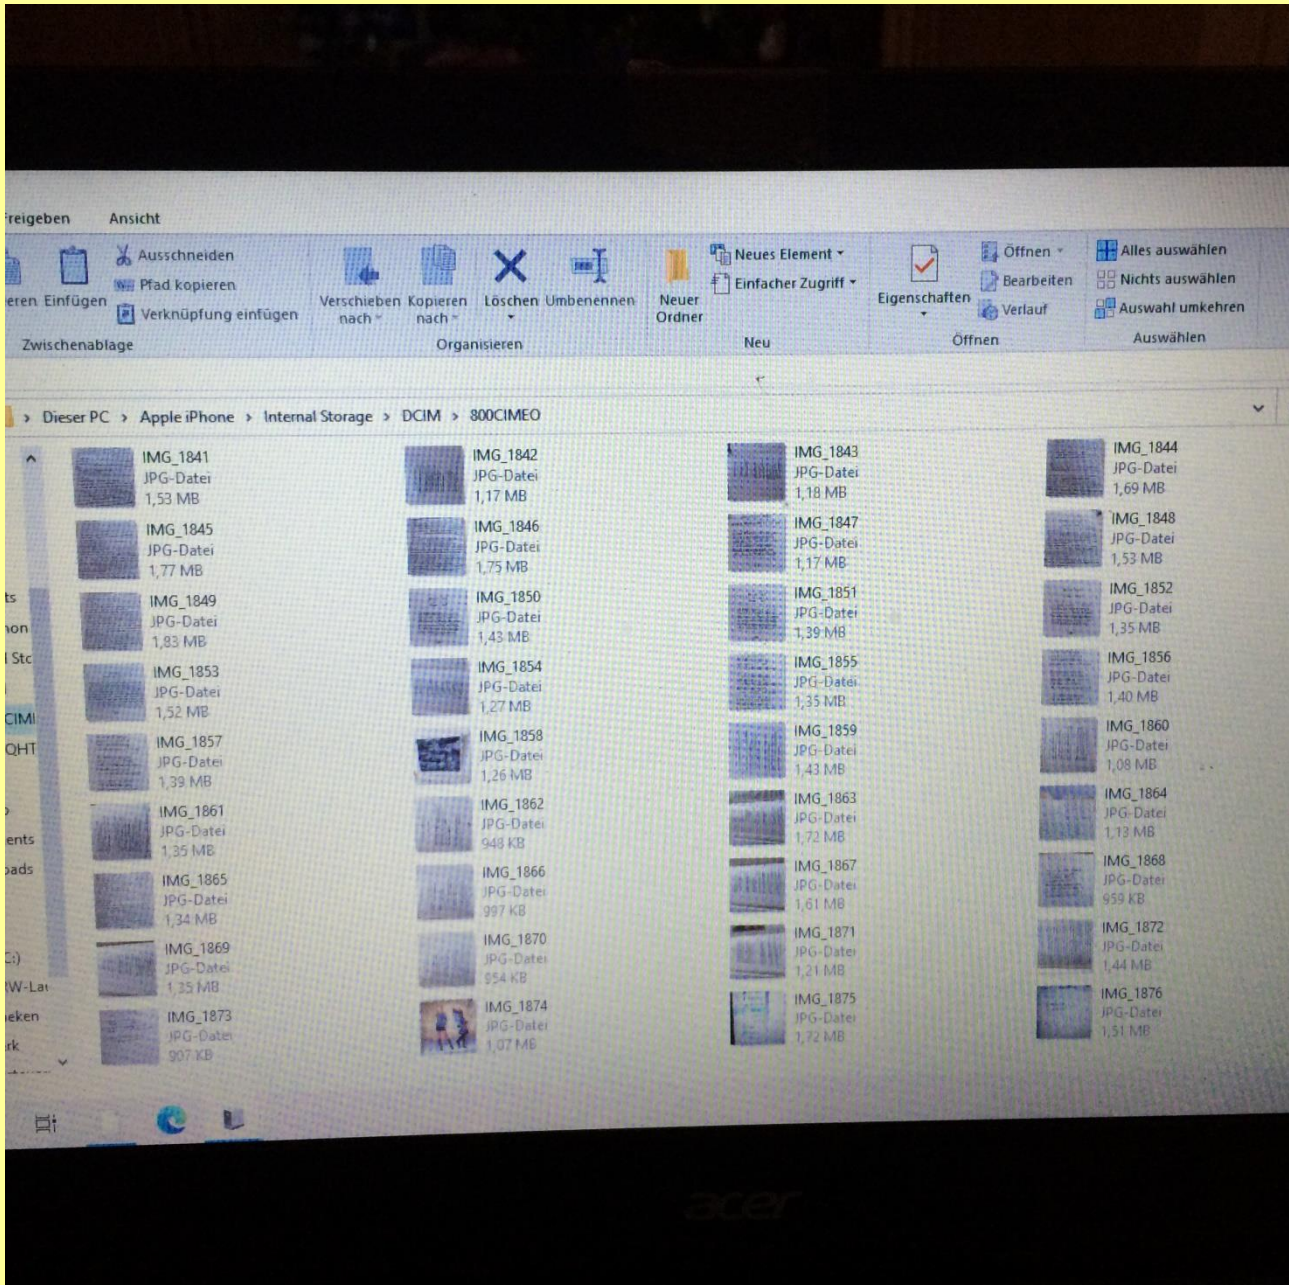 Freigeben Ansicht
Ausschneiden
Pfad kopieren
Verknüpfung einfügen
Einfügen
Zwischenablage
Verschieben nach
Kopieren nach
Löschen
Umbenennen
Organisieren
Neuer Ordner
Neues Element
Einfacher Zugriff
Neu
Eigenschaften
Öffnen
Bearbeiten
Verlauf
Öffnen
Alles auswählen
Nichts auswählen
Auswahl umkehren
Auswählen
> Dieser PC > Apple iPhone > Internal Storage > DCIM > 800CIMEO
IMG_1841 IMG_1842 IMG_1843 IMG_1844
JPG-Datei JPG-Datei JPG-Datei JPG-Datei
1,53 MB 1,17 MB 1,18 MB 1,69 MB
IMG_1845 IMG_1846 IMG_1847 IMG_1848
JPG-Datei JPG-Datei JPG-Datei JPG-Datei
1,77 MB 1,75 MB 1,17 MB 1,53 MB
IMG_1849 IMG_1850 IMG_1851 IMG_1852
JPG-Datei JPG-Datei JPG-Datei JPG-Datei
1,83 MB 1,43 MB 1,39 MB 1,35 MB
IMG_1853 IMG_1854 IMG_1855 IMG_1856
JPG-Datei JPG-Datei JPG-Datei JPG-Datei
1,52 MB 1,27 MB 1,35 MB 1,40 MB
IMG_1857 IMG_1858 IMG_1859 IMG_1860
JPG-Datei JPG-Datei JPG-Datei JPG-Datei
1,39 MB 1,26 MB 1,43 MB 1,08 MB
IMG_1861 IMG_1862 IMG_1863 IMG_1864
JPG-Datei JPG-Datei JPG-Datei JPG-Datei
1,35 MB 948 KB 1,72 MB 1,13 MB
IMG_1865 IMG_1866 IMG_1867 IMG_1868
JPG-Datei JPG-Datei JPG-Datei JPG-Datei
1,34 MB 997 KB 1,61 MB 959 KB
IMG_1869 IMG_1870 IMG_1871 IMG_1872
JPG-Datei JPG-Datei JPG-Datei JPG-Datei
1,35 MB 954 KB 1,21 MB 1,44 MB
IMG_1873 IMG_1874 IMG_1875 IMG_1876
JPG-Datei JPG-Datei JPG-Datei JPG-Datei
907 KB 1,07 MB 1,72 MB 1,51 MB
acer